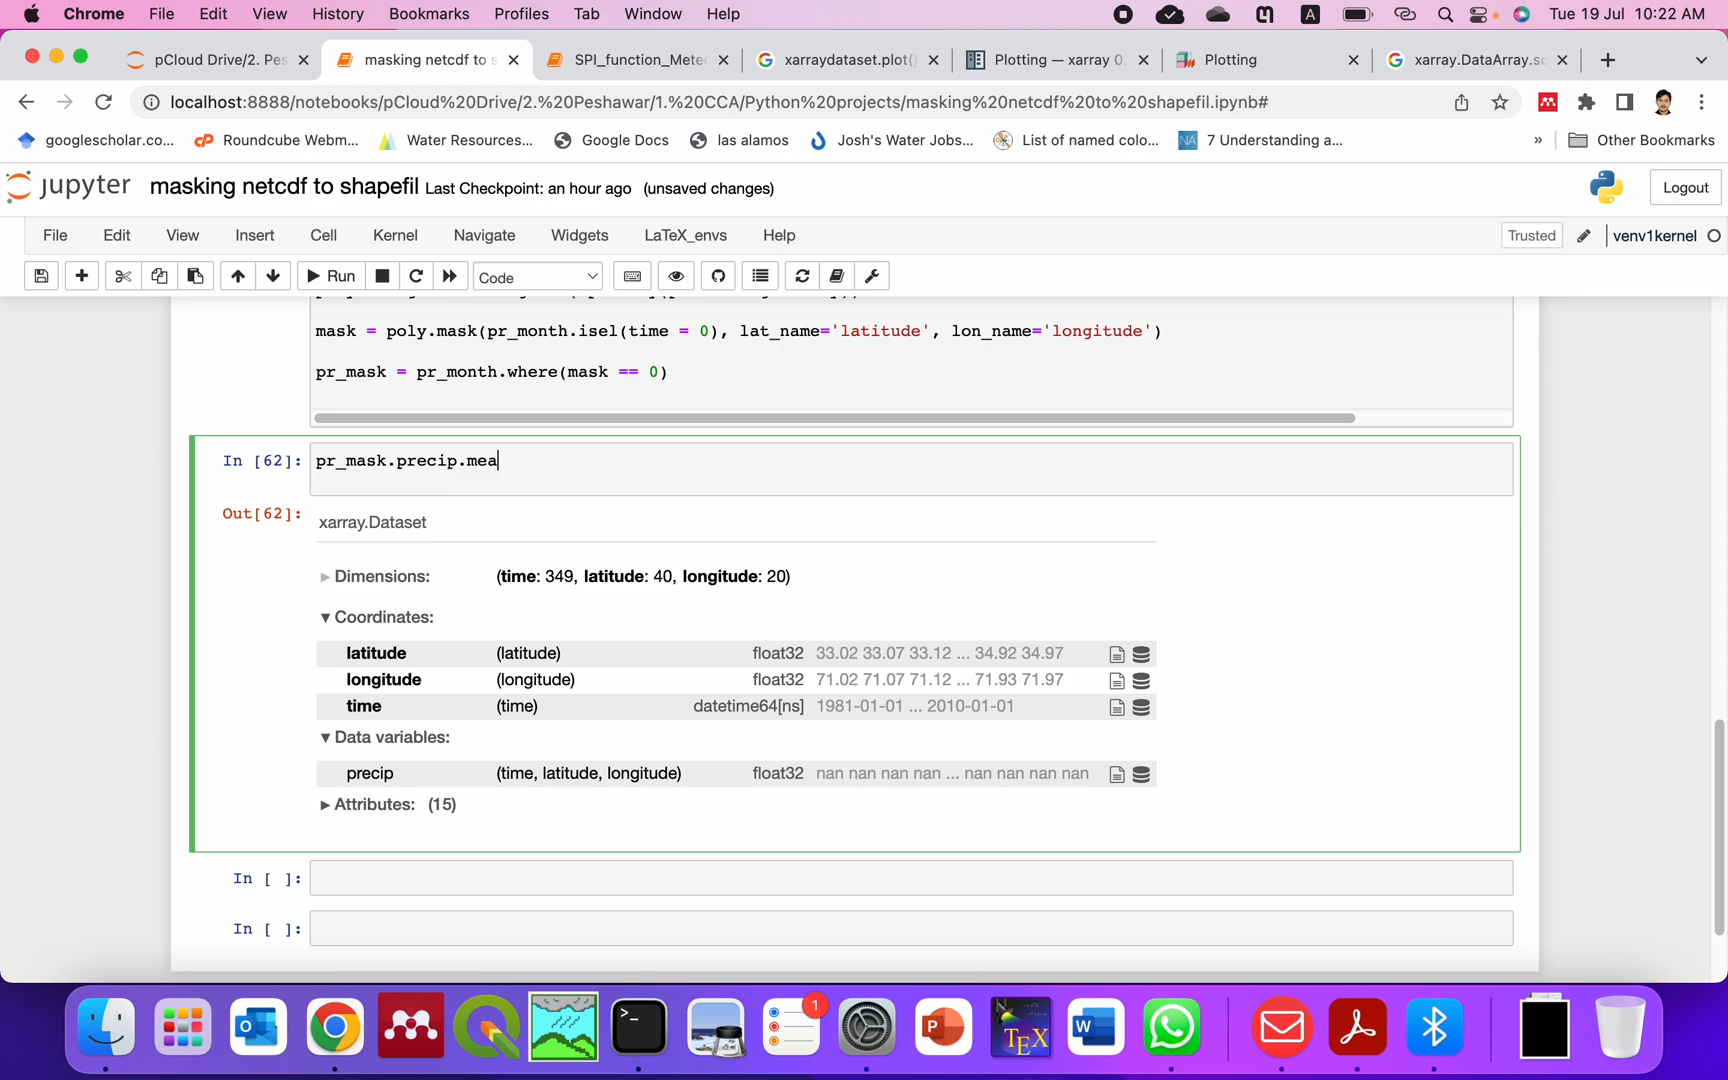 Chrome File Edit View History Bookmarks Profiles Tab Window Help A Tue 19 Jul 10:22 AM
pCloud Drive/2. Pes masking netcdf to s SPI_function_Mete xarraydataset.plot() Plotting — xarray 0. Plotting xarray.DataArray.sc
localhost:8888/notebooks/pCloud%20Drive/2.%20Peshawar/1.%20CCA/Python%20projects/masking%20netcdf%20to%20shapefil.ipynb#
googlescholar.co... Roundcube Webm... Water Resources... Google Docs las alamos Josh's Water Jobs... List of named colo... NA 7 Understanding a... » Other Bookmarks
jupyter masking netcdf to shapefil Last Checkpoint: an hour ago (unsaved changes) Logout
File Edit View Insert Cell Kernel Navigate Widgets LaTeX_envs Help Trusted venv1kernel
Run Code
mask = poly.mask(pr_month.isel(time = 0), lat_name='latitude', lon_name='longitude')
pr_mask = pr_month.where(mask == 0)
In [62]: pr_mask.precip.mea
Out[62]: xarray.Dataset
Dimensions: (time: 349, latitude: 40, longitude: 20)
Coordinates:
latitude (latitude) float32 33.02 33.07 33.12 ... 34.92 34.97
longitude (longitude) float32 71.02 71.07 71.12 ... 71.93 71.97
time (time) datetime64[ns] 1981-01-01 ... 2010-01-01
Data variables:
precip (time, latitude, longitude) float32 nan nan nan nan ... nan nan nan nan
Attributes: (15)
In [ ]:
In [ ]:
O >_ 1 P TEX W